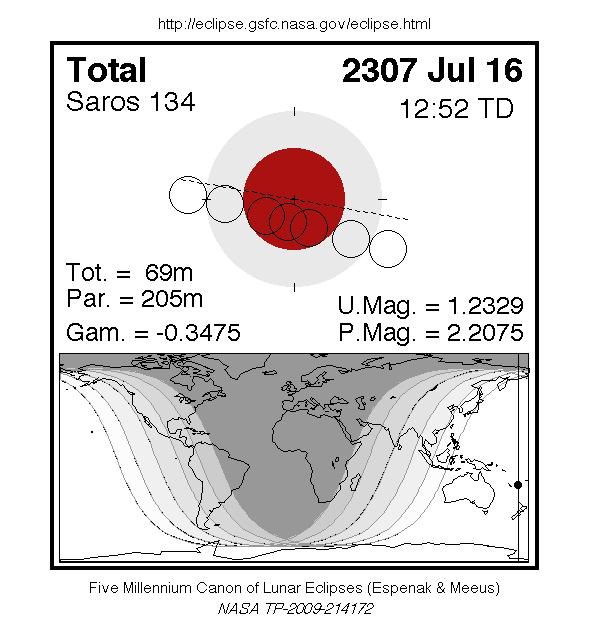 http://eclipse.gsfc.nasa.gov/eclipse.html
Total 2307 Jul 16
Saros 134 12:52 TD
Tot. = 69m
Par. = 205m U.Mag. = 1.2329
Gam. = -0.3475 P.Mag. = 2.2075
Five Millennium Canon of Lunar Eclipses (Espenak & Meeus)
NASA TP-2009-214172